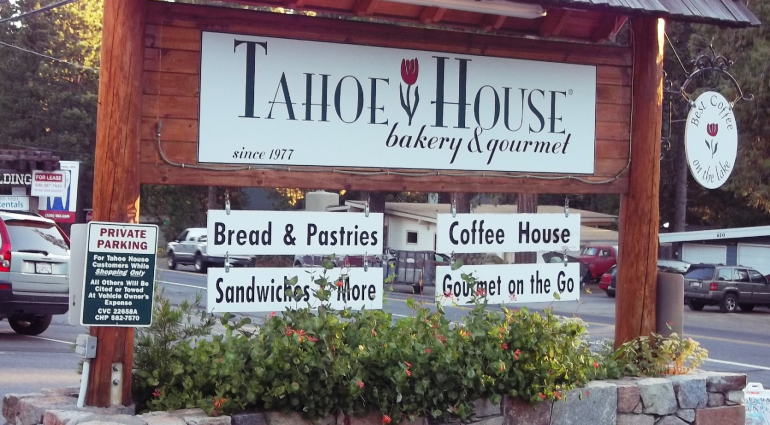 TAHOE HOUSE®
bakery & gourmet
since 1977
Best Coffee
on the lake
Bread & Pastries
Coffee House
Sandwiches More
Gourmet on the Go
PRIVATE
PARKING
For Tahoe House
Customers While
Shopping Only
All Others Will Be
Cited or Towed
At Vehicle Owner's
Expense
CVC 22658A
CHP 582-7570
FOR LEASE
Rentals